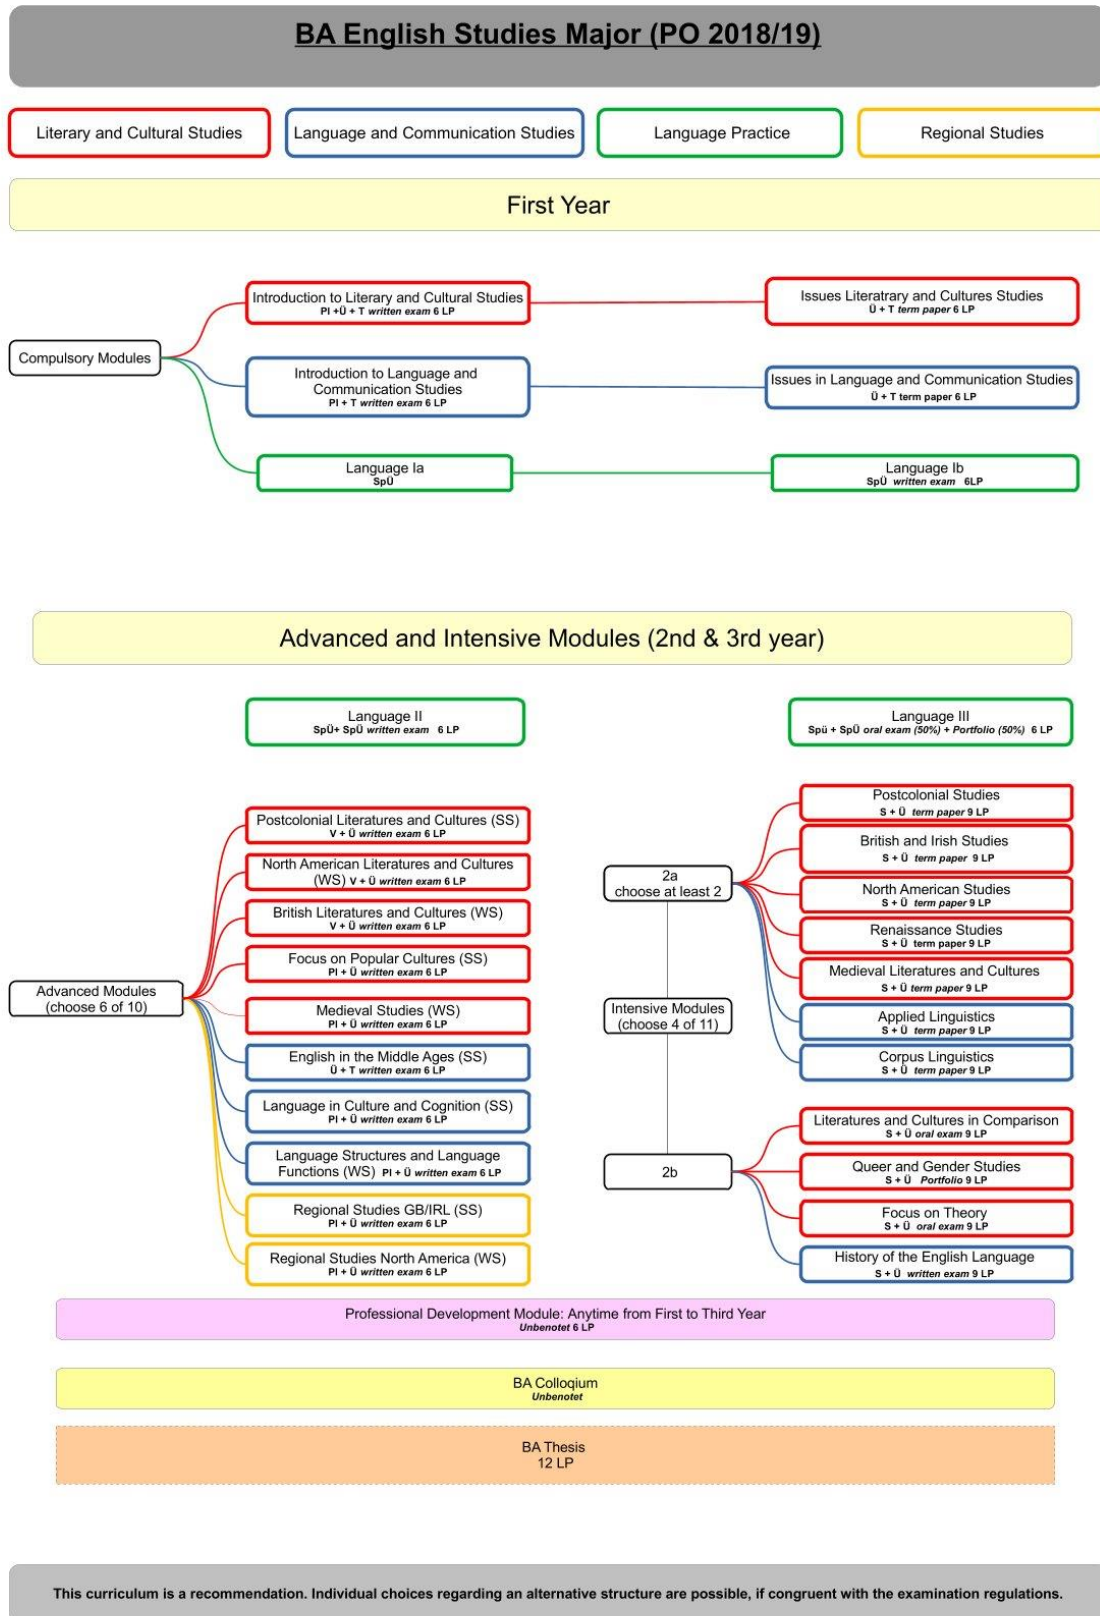 BA English Studies Major (PO 2018/19)
Literary and Cultural Studies
Language and Communication Studies
Language Practice
Regional Studies
First Year
Compulsory Modules
Introduction to Literary and Cultural Studies
PI +Ü + T written exam 6 LP
Issues Literatrary and Cultures Studies
Ü + T term paper 6 LP
Introduction to Language and
Communication Studies
PI + T written exam 6 LP
Issues in Language and Communication Studies
Ü + T term paper 6 LP
Language Ia
SpÜ
Language Ib
SpÜ written exam 6LP
Advanced and Intensive Modules (2nd & 3rd year)
Language II
SpÜ+ SpÜ written exam 6 LP
Language III
Spü + SpÜ oral exam (50%) + Portfolio (50%) 6 LP
Advanced Modules
(choose 6 of 10)
Postcolonial Literatures and Cultures (SS)
V + Ü written exam 6 LP
North American Literatures and Cultures
(WS) V + Ü written exam 6 LP
British Literatures and Cultures (WS)
V + Ü written exam 6 LP
Focus on Popular Cultures (SS)
PI + Ü written exam 6 LP
Medieval Studies (WS)
PI + Ü written exam 6 LP
English in the Middle Ages (SS)
Ü + T written exam 6 LP
Language in Culture and Cognition (SS)
PI + Ü written exam 6 LP
Language Structures and Language
Functions (WS) PI + Ü written exam 6 LP
Regional Studies GB/IRL (SS)
PI + Ü written exam 6 LP
Regional Studies North America (WS)
PI + Ü written exam 6 LP
Intensive Modules
(choose 4 of 11)
2a
choose at least 2
Postcolonial Studies
S + Ü term paper 9 LP
British and Irish Studies
S + Ü term paper 9 LP
North American Studies
S + Ü term paper 9 LP
Renaissance Studies
S + Ü term paper 9 LP
Medieval Literatures and Cultures
S + Ü term paper 9 LP
Applied Linguistics
S + Ü term paper 9 LP
Corpus Linguistics
S + Ü term paper 9 LP
2b
Literatures and Cultures in Comparison
S + Ü oral exam 9 LP
Queer and Gender Studies
S + Ü Portfolio 9 LP
Focus on Theory
S + Ü oral exam 9 LP
History of the English Language
S + Ü written exam 9 LP
Professional Development Module: Anytime from First to Third Year
Unbenotet 6 LP
BA Colloqium
Unbenotet
BA Thesis
12 LP
This curriculum is a recommendation. Individual choices regarding an alternative structure are possible, if congruent with the examination regulations.